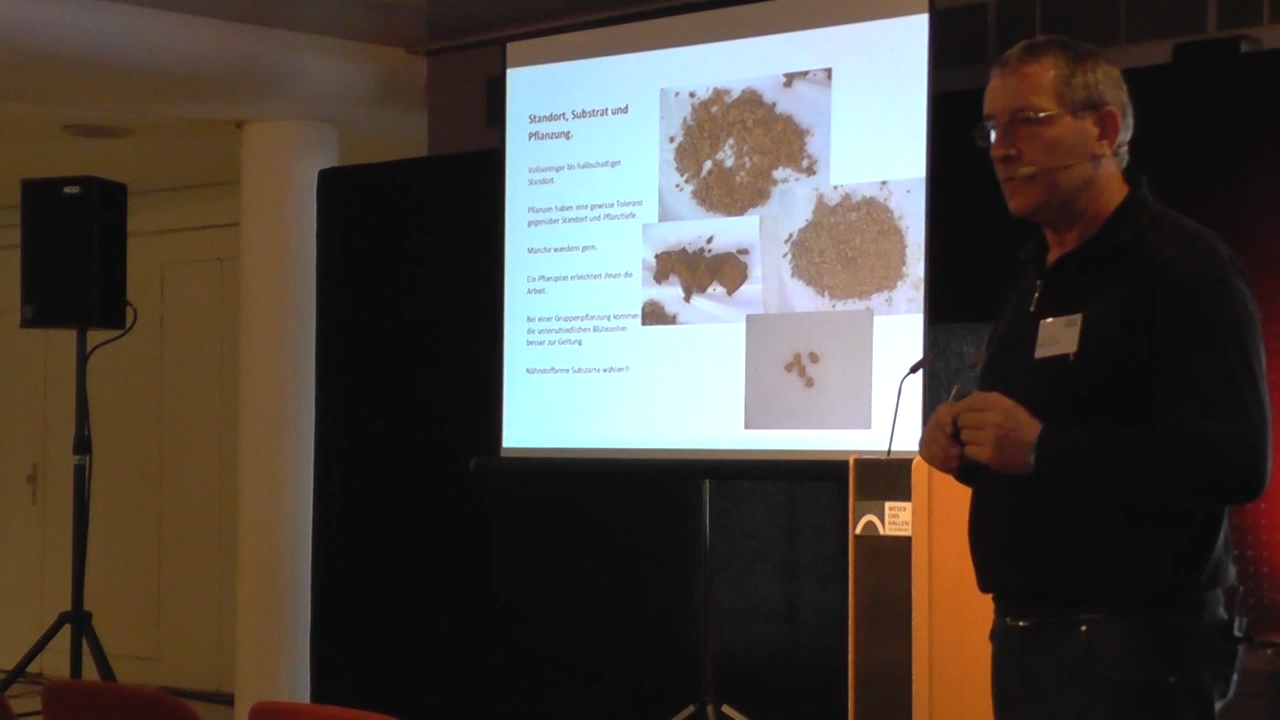 Standort, Substrat und
Pflanzung.
Vollsonniger bis halbschattiger
Standort.
Pflanzen haben eine gewisse Toleranz
gegenüber Standort und Pflanztiefe.
Manche wandern gern.
Ein Pflanzplan erleichtert ihnen die
Arbeit.
Bei einer Gruppenpflanzung kommen
die unterschiedlichen Blütezeiten
besser zur Geltung.
Nährstoffarme Substarte wählen!!
WESER
EMS
HALLEN